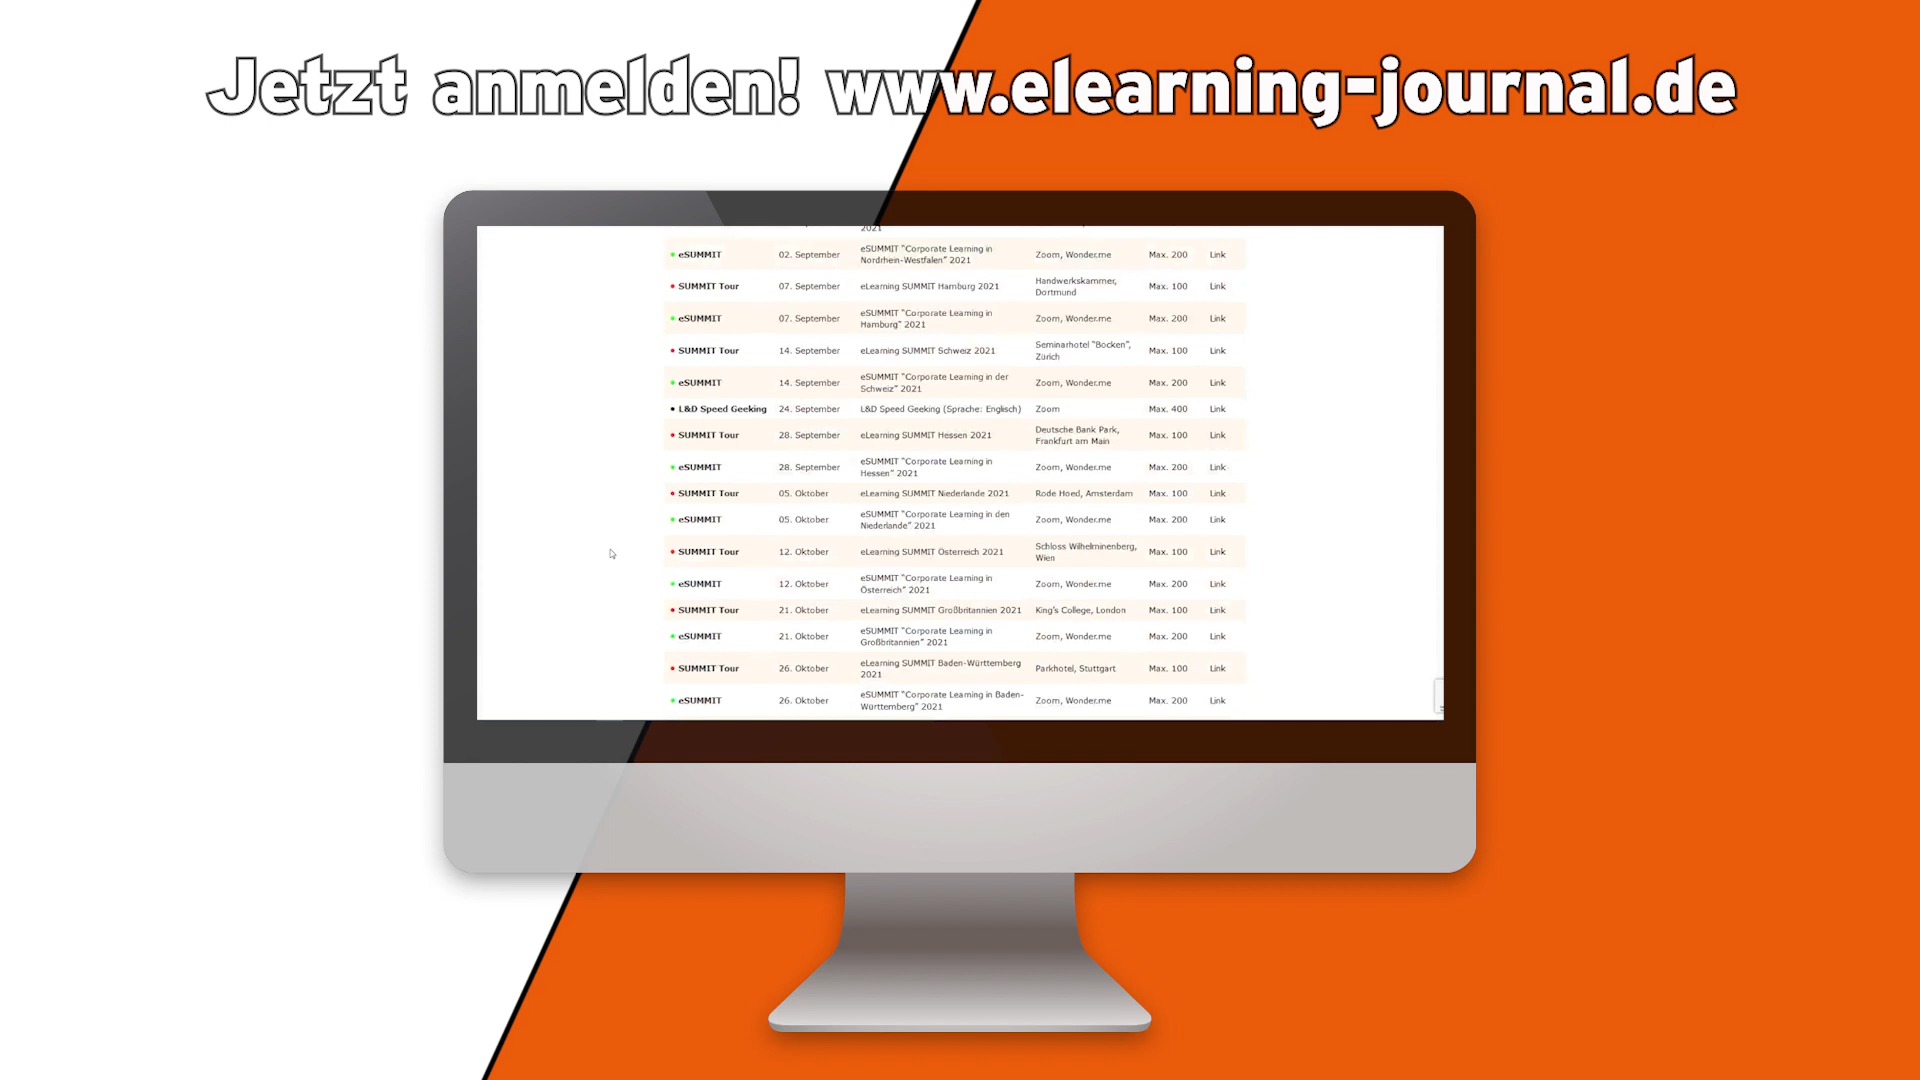 Jetzt anmelden! www.elearning-journal.de
2021
eSUMMIT 02. September eSUMMIT "Corporate Learning in Nordrhein-Westfalen" 2021 Zoom, Wonder.me Max. 200 Link
SUMMIT Tour 07. September eLearning SUMMIT Hamburg 2021 Handwerkskammer, Dortmund Max. 100 Link
eSUMMIT 07. September eSUMMIT "Corporate Learning in Hamburg" 2021 Zoom, Wonder.me Max. 200 Link
SUMMIT Tour 14. September eLearning SUMMIT Schweiz 2021 Seminarhotel "Bocken", Zürich Max. 100 Link
eSUMMIT 14. September eSUMMIT "Corporate Learning in der Schweiz" 2021 Zoom, Wonder.me Max. 200 Link
L&D Speed Geeking 24. September L&D Speed Geeking (Sprache: Englisch) Zoom Max. 400 Link
SUMMIT Tour 28. September eLearning SUMMIT Hessen 2021 Deutsche Bank Park, Frankfurt am Main Max. 100 Link
eSUMMIT 28. September eSUMMIT "Corporate Learning in Hessen" 2021 Zoom, Wonder.me Max. 200 Link
SUMMIT Tour 05. Oktober eLearning SUMMIT Niederlande 2021 Rode Hoed, Amsterdam Max. 100 Link
eSUMMIT 05. Oktober eSUMMIT "Corporate Learning in den Niederlande" 2021 Zoom, Wonder.me Max. 200 Link
SUMMIT Tour 12. Oktober eLearning SUMMIT Österreich 2021 Schloss Wilhelminenberg, Wien Max. 100 Link
eSUMMIT 12. Oktober eSUMMIT "Corporate Learning in Österreich" 2021 Zoom, Wonder.me Max. 200 Link
SUMMIT Tour 21. Oktober eLearning SUMMIT Großbritannien 2021 King's College, London Max. 100 Link
eSUMMIT 21. Oktober eSUMMIT "Corporate Learning in Großbritannien" 2021 Zoom, Wonder.me Max. 200 Link
SUMMIT Tour 26. Oktober eLearning SUMMIT Baden-Württemberg 2021 Parkhotel, Stuttgart Max. 100 Link
eSUMMIT 26. Oktober eSUMMIT "Corporate Learning in Baden-Württemberg" 2021 Zoom, Wonder.me Max. 200 Link